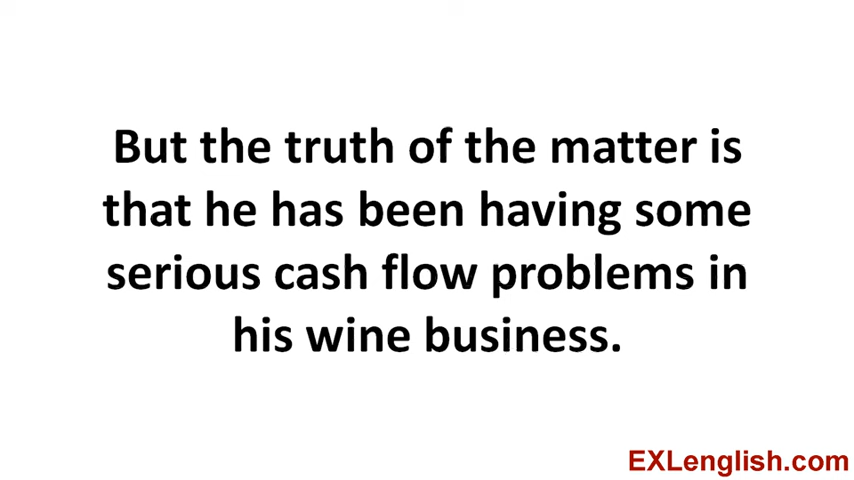 But the truth of the matter is
that he has been having some
serious cash flow problems in
his wine business.
EXLenglish.com